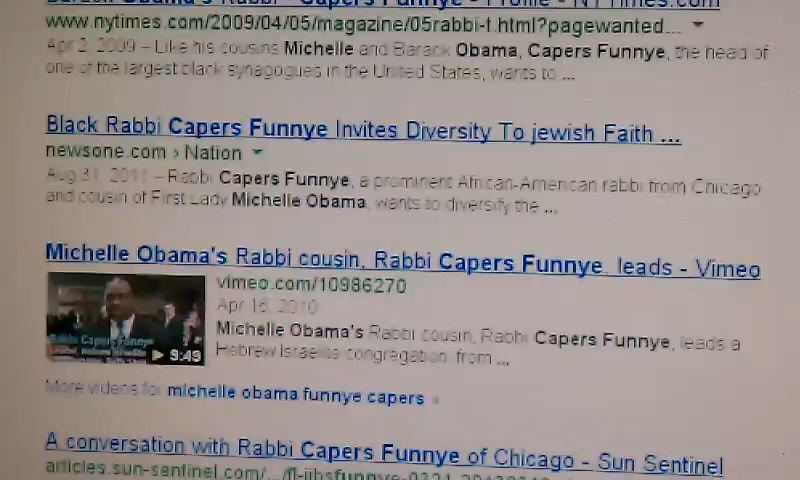 www.nytimes.com/2009/04/05/magazine/05rabbi-t.html?pagewanted...
Apr 2, 2009 – Like his cousins Michelle and Barack Obama, Capers Funnye, the head of
one of the largest black synagogues in the United States, wants to ...
Black Rabbi Capers Funnye Invites Diversity To jewish Faith ...
newsone.com › Nation
Aug 31, 2011 – Rabbi Capers Funnye, a prominent African-American rabbi from Chicago
and cousin of First Lady Michelle Obama, wants to diversify the ...
Michelle Obama's Rabbi cousin, Rabbi Capers Funnye, leads - Vimeo
vimeo.com/10986270
Apr 16, 2010
Michelle Obama's Rabbi cousin, Rabbi Capers Funnye, leads a
Hebrew Israelite congregation from ...
Rabbi Capers Funnye
9:49
More videos for michelle obama funnye capers »
A conversation with Rabbi Capers Funnye of Chicago - Sun Sentinel